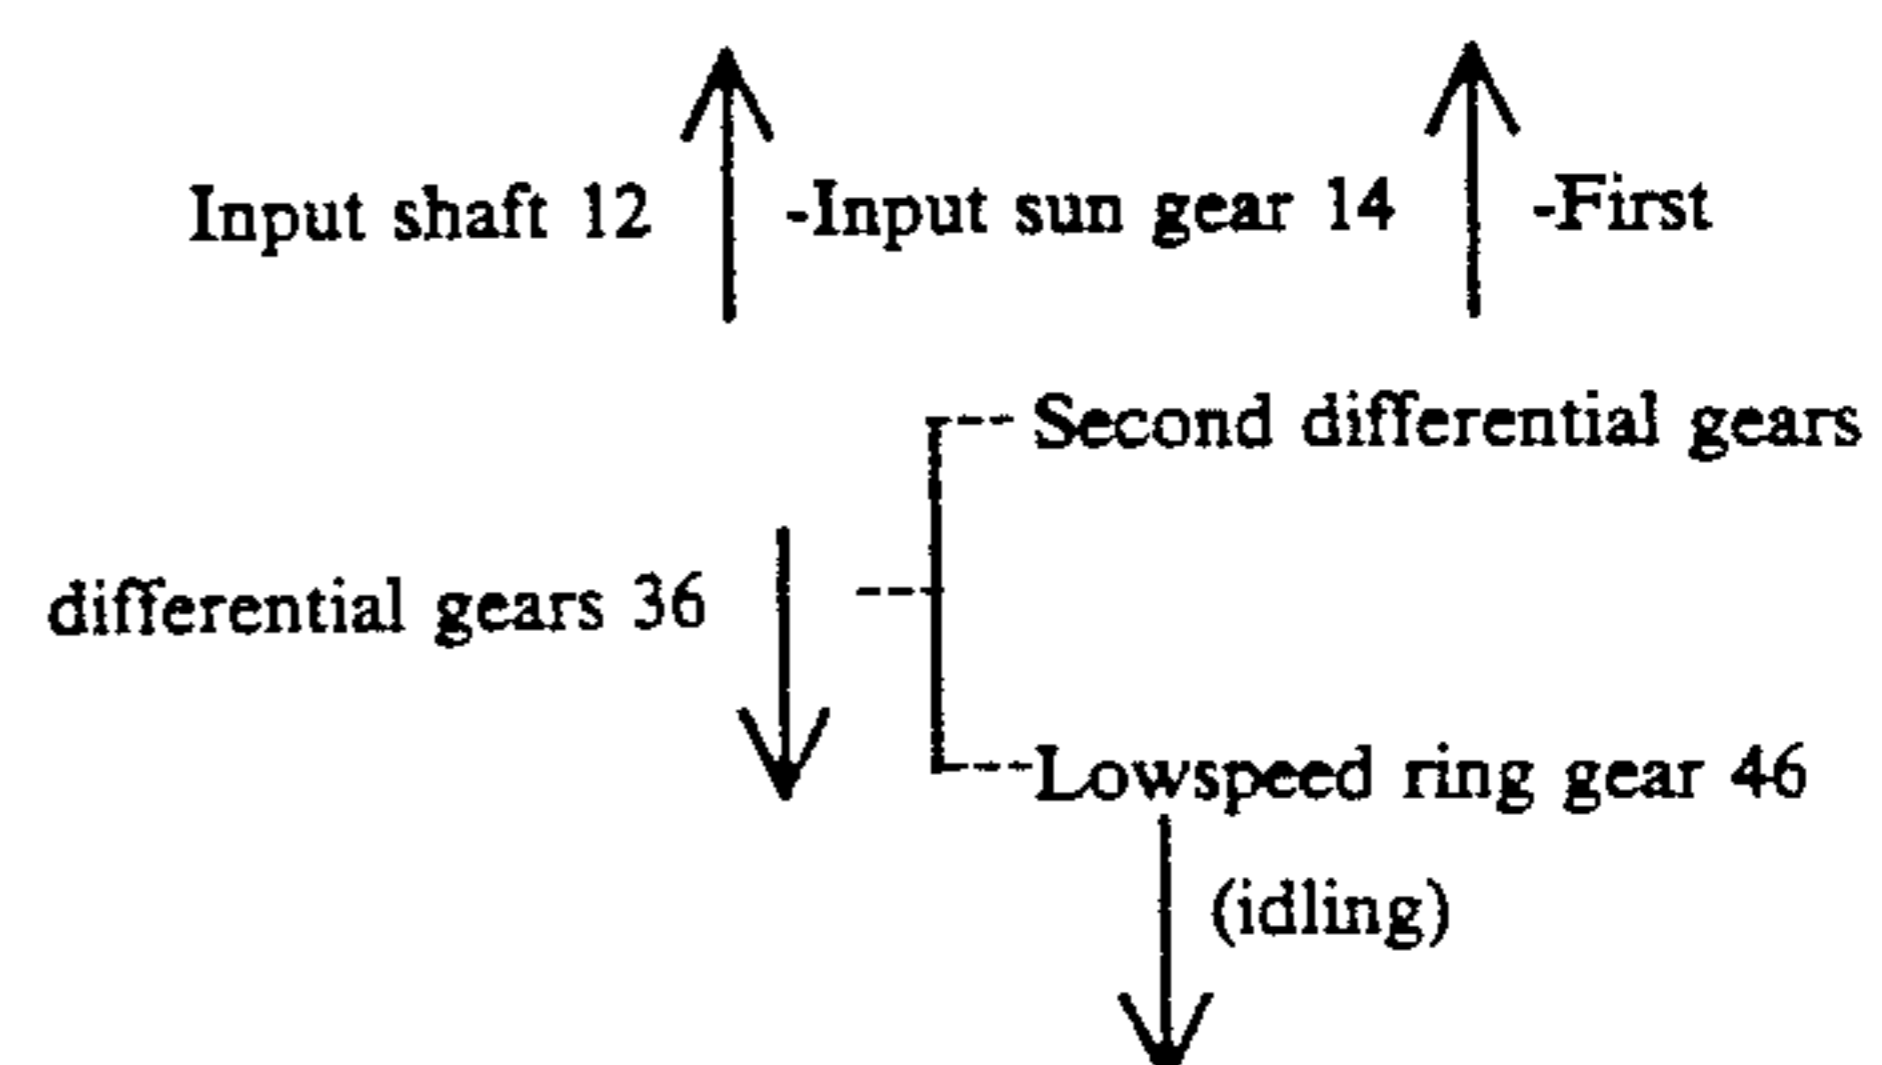 Input shaft 12 -Input sun gear 14 -First
Second differential gears
differential gears 36
Lowspeed ring gear 46
(idling)